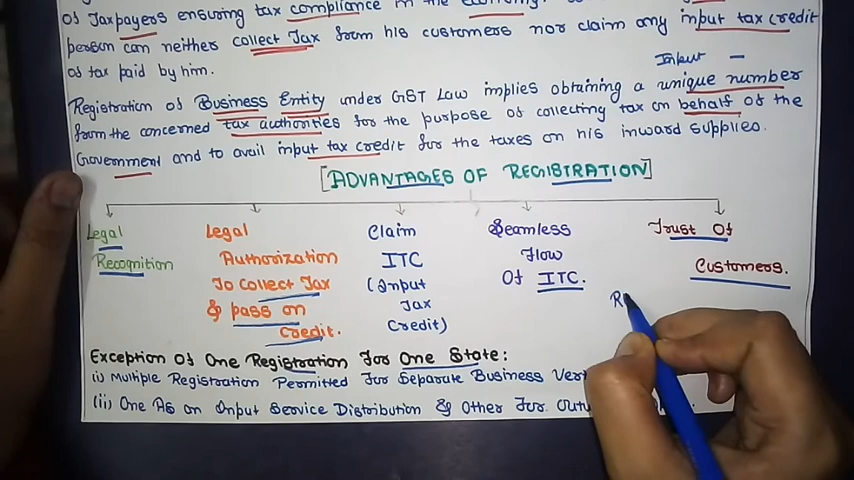 of Taxpayers ensuring tax compliance in the economy.
person can neither collect Tax from his customers nor claim any input tax credit
of tax paid by him.
Input –
Registration of Business Entity under GST Law implies obtaining a unique number
from the concerned tax authorities for the purpose of collecting tax on behalf of the
Government and to avail input tax credit for the taxes on his inward supplies.
[ADVANTAGES OF REGISTRATION]
Legal
Recognition
Legal
Authorization
To Collect Tax
& pass on
credit.
Claim
ITC
(Input
Tax
Credit)
Seamless
Flow
Of ITC.
Trust Of
Customers.
R
Exception Of One Registration For One State:
(i) Multiple Registration Permitted For Separate Business
(ii) One As an Input Service Distribution & Other For